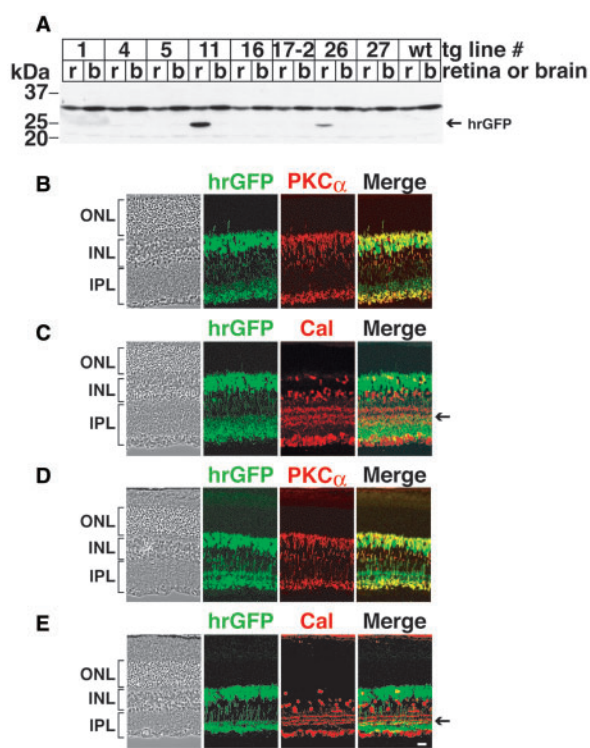 A
1 4 5 11 16 17-2 26 27 wt tg line #
kDa r b r b r b r b r b r b r b r b r b retina or brain
37
25 ← hrGFP
20
B hrGFP PKCα Merge
ONL
INL
IPL
C hrGFP Cal Merge
ONL
INL
IPL ←
D hrGFP PKCα Merge
ONL
INL
IPL
E hrGFP Cal Merge
ONL
INL
IPL ←